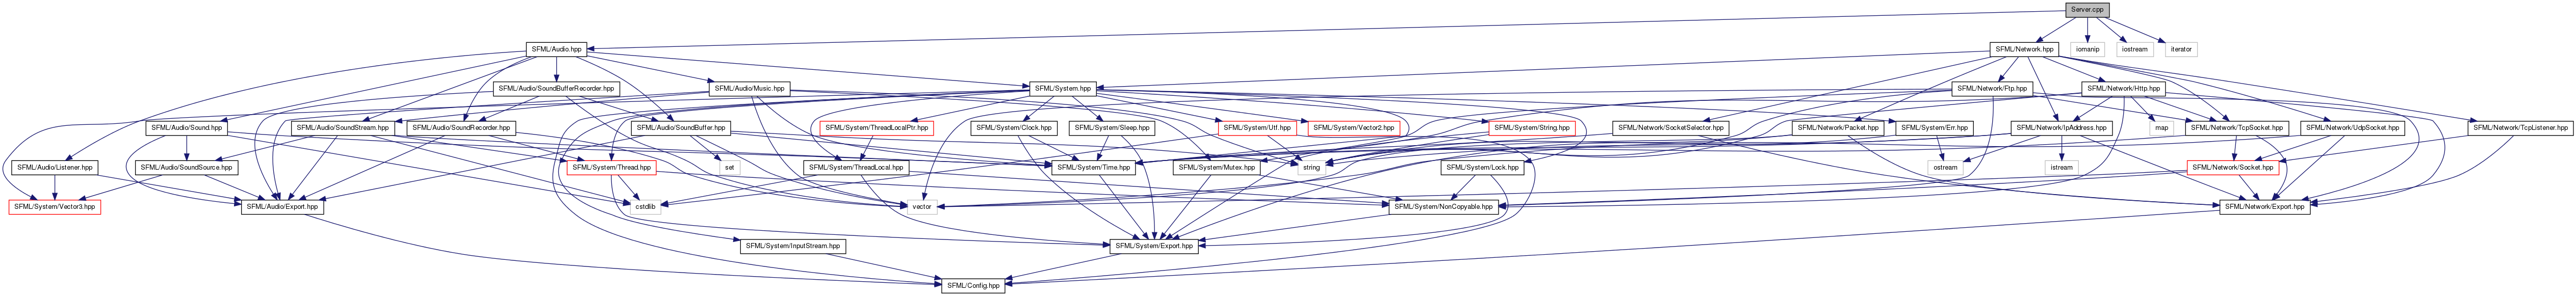 Server.cpp
SFML/Audio.hpp
SFML/Network.hpp
iomanip
iostream
iterator
SFML/Audio/SoundBufferRecorder.hpp
SFML/Audio/Music.hpp
SFML/System.hpp
SFML/Network/Ftp.hpp
SFML/Network/Http.hpp
SFML/Audio/Sound.hpp
SFML/Audio/SoundStream.hpp
SFML/Audio/SoundRecorder.hpp
SFML/Audio/SoundBuffer.hpp
SFML/System/ThreadLocalPtr.hpp
SFML/System/Clock.hpp
SFML/System/Sleep.hpp
SFML/System/Utf.hpp
SFML/System/Vector2.hpp
SFML/System/String.hpp
SFML/Network/SocketSelector.hpp
SFML/Network/Packet.hpp
SFML/System/Err.hpp
SFML/Network/IpAddress.hpp
map
SFML/Network/TcpSocket.hpp
SFML/Network/UdpSocket.hpp
SFML/Network/TcpListener.hpp
SFML/Audio/Listener.hpp
SFML/Audio/SoundSource.hpp
SFML/System/Thread.hpp
set
SFML/System/ThreadLocal.hpp
SFML/System/Time.hpp
SFML/System/Mutex.hpp
string
SFML/System/Lock.hpp
ostream
istream
SFML/Network/Socket.hpp
SFML/System/Vector3.hpp
SFML/Audio/Export.hpp
cstdlib
vector
SFML/System/NonCopyable.hpp
SFML/Network/Export.hpp
SFML/System/InputStream.hpp
SFML/System/Export.hpp
SFML/Config.hpp